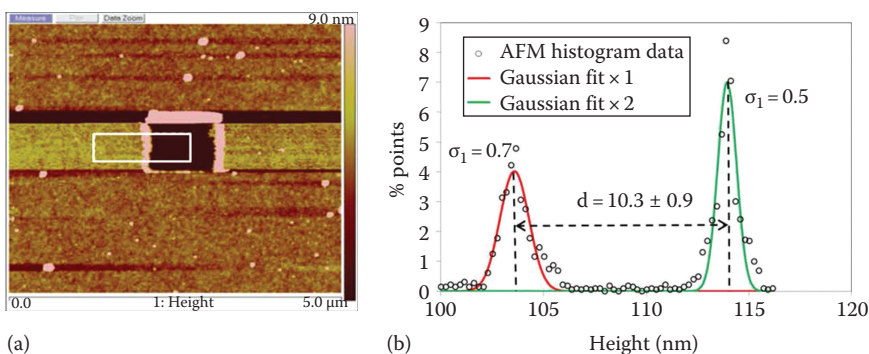 Measure Pier Data Zoom
9.0 nm
0.0 1: Height 5.0 μm
(a)
% points
9
8
7
6
5
4
3
2
1
0
AFM histogram data
Gaussian fit × 1
Gaussian fit × 2
σ₁ = 0.5
σ₁ = 0.7
d = 10.3 ± 0.9
100 105 110 115 120
(b) Height (nm)